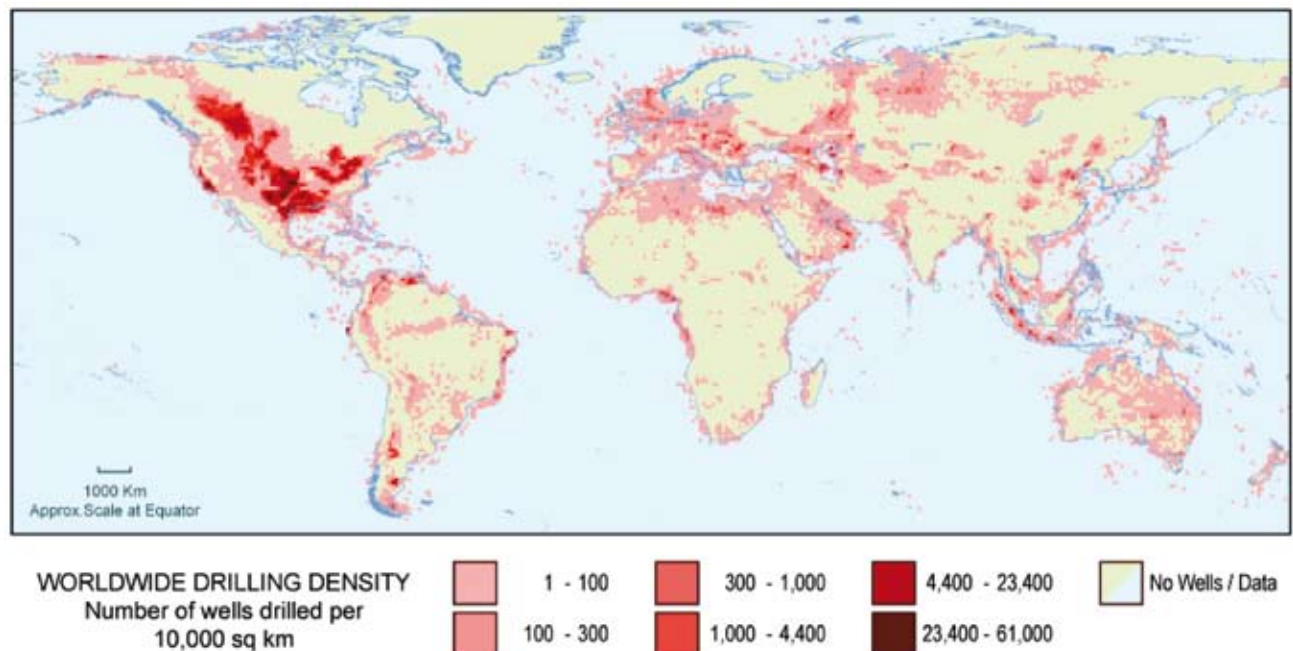 1000 Km
Approx.Scale at Equator
WORLDWIDE DRILLING DENSITY
Number of wells drilled per
10,000 sq km
1 - 100
300 - 1,000
4,400 - 23,400
No Wells / Data
100 - 300
1,000 - 4,400
23,400 - 61,000